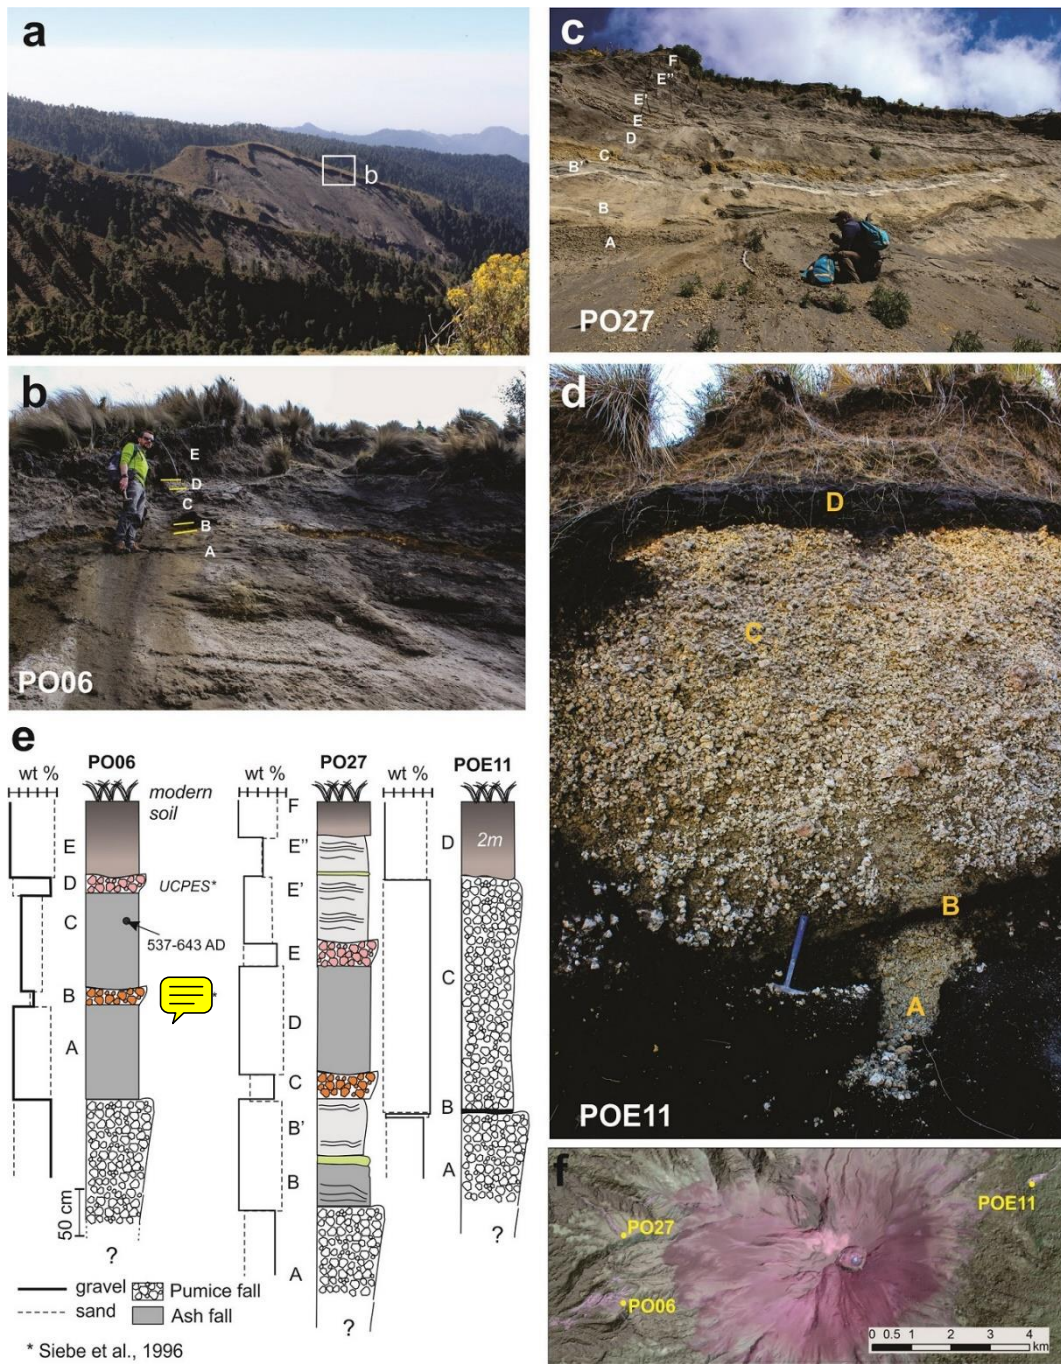 a
b
b
E
D
C
B
A
PO06
c
F
E"
E'
E
D
C
B'
B
A
PO27
d
D
C
B
A
POE11
e
PO06
PO27
POE11
wt %
wt %
wt %
modern
soil
E
D
C
B
A
UCPES*
537-643 AD
*
F
E"
E'
E
D
C
B'
B
A
D
2m
C
B
A
50 cm
?
?
?
gravel
sand
Pumice fall
Ash fall
* Siebe et al., 1996
f
PO27
PO06
POE11
0 0.5 1 2 3 4
km